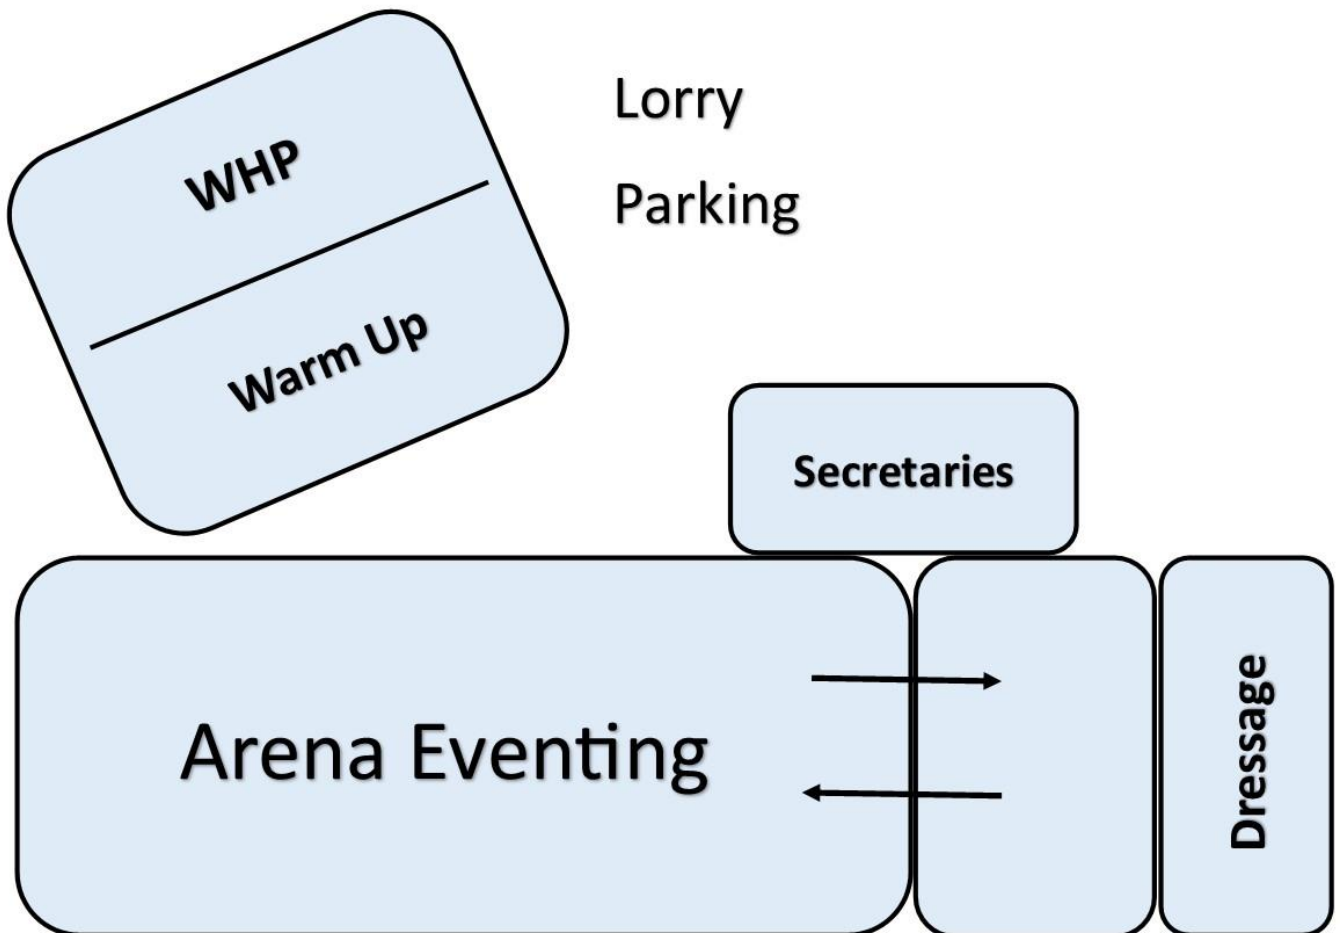 WHP
Warm Up
Lorry
Parking
Secretaries
Arena Eventing
Dressage